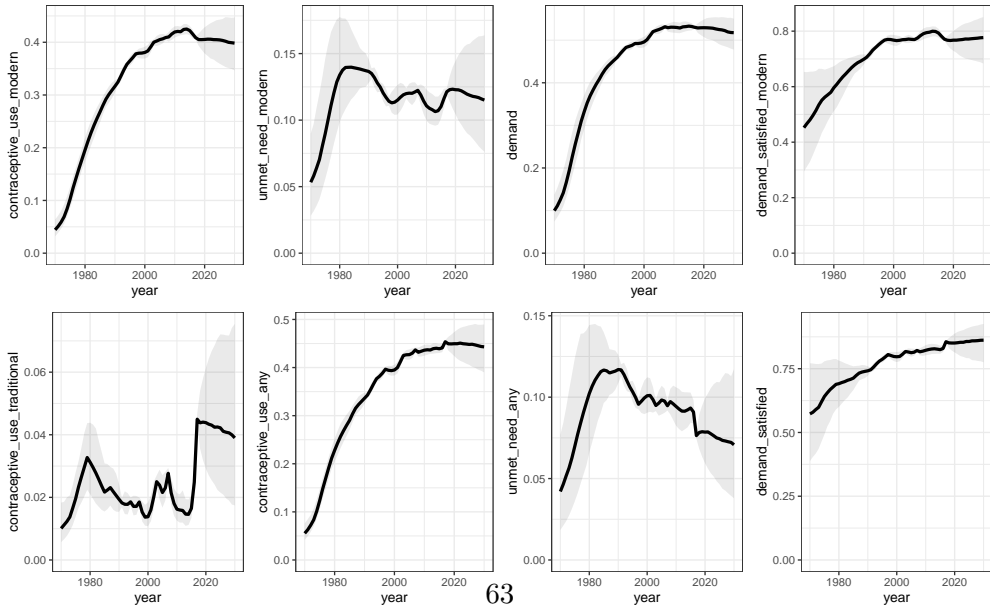 contraceptive_use_modern
0.4
0.3
0.2
0.1
0.0
1980 2000 2020
year
unmet_need_modern
0.15
0.10
0.05
0.00
1980 2000 2020
year
demand
0.4
0.2
0.0
1980 2000 2020
year
demand_satisfied_modern
0.8
0.6
0.4
0.2
0.0
1980 2000 2020
year
contraceptive_use_traditional
0.06
0.04
0.02
0.00
1980 2000 2020
year
contraceptive_use_any
0.5
0.4
0.3
0.2
0.1
0.0
1980 2000 2020
year
unmet_need_any
0.15
0.10
0.05
0.00
1980 2000 2020
year
demand_satisfied
0.75
0.50
0.25
0.00
1980 2000 2020
year
63